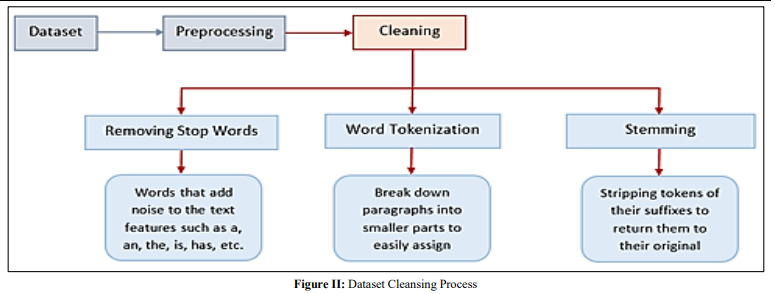 Dataset
Preprocessing
Cleaning
Removing Stop Words
Word Tokenization
Stemming
Words that add
noise to the text
features such as a,
an, the, is, has, etc.
Break down
paragraphs into
smaller parts to
easily assign
Stripping tokens of
their suffixes to
return them to
their original
Figure II: Dataset Cleansing Process